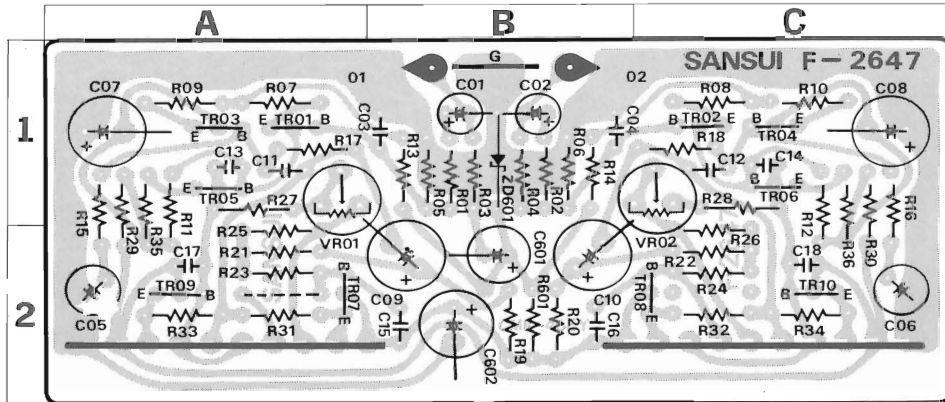 A B C
G
SANSUI F-2647
C07 R09 R07 01 C01 C02 02 R08 R10 C08
1
E TR03 E TR01 B C03 C04 B TR02 E TR04 E
B B
R17 R18
C13 C11 R13 R06 R14 C12 C14
E TR05 B R05 R01 R03 ZD601 R04 R02 B TR06 E
R27 R28
R15 R29 R35 R11 R12 R36 R30 R16
R25 VR01 C601 VR02 R26
R21 R22
C17 R23 R24 C18
B TR07 E C09 R601 C10 B TR08 E
2
C05 E TR09 B B TR10 E C06
R33 R31 C15 R19 R20 C16 R32 R34
C602
+ + + + + + + + +